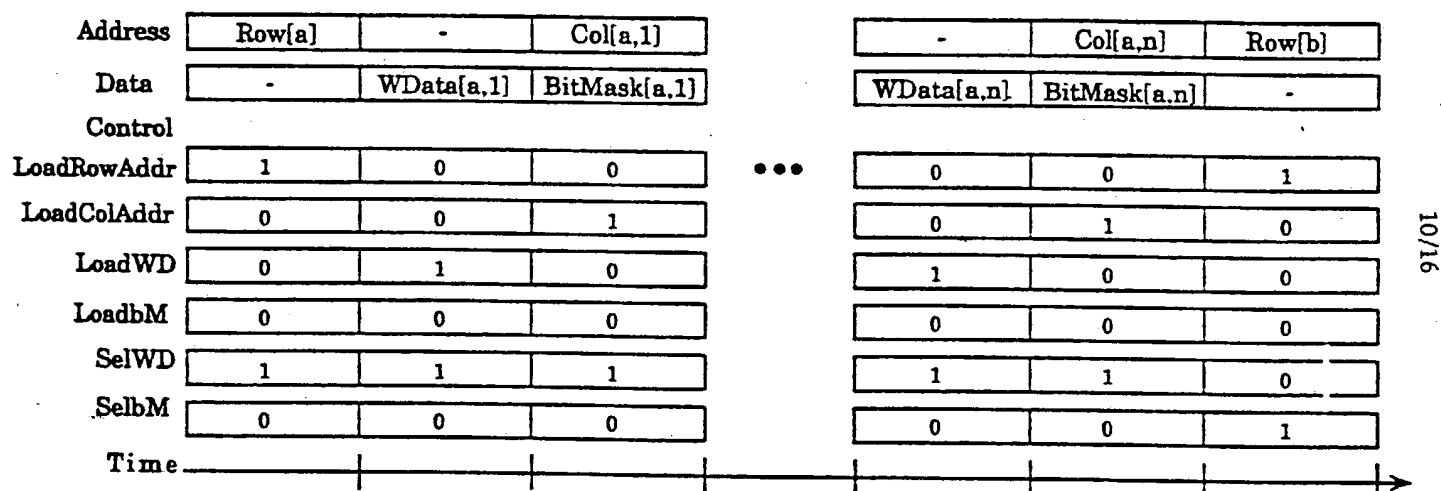 Address Row[a] - Col[a,1] - Col[a,n] Row[b]
Data - WData[a,1] BitMask[a,1] WData[a,n] BitMask[a,n] -
Control
LoadRowAddr 1 0 0 ••• 0 0 1
LoadColAddr 0 0 1 0 1 0
LoadWD 0 1 0 1 0 0
LoadbM 0 0 0 0 0 0
SelWD 1 1 1 1 1 0
SelbM 0 0 0 0 0 1
Time
10/16